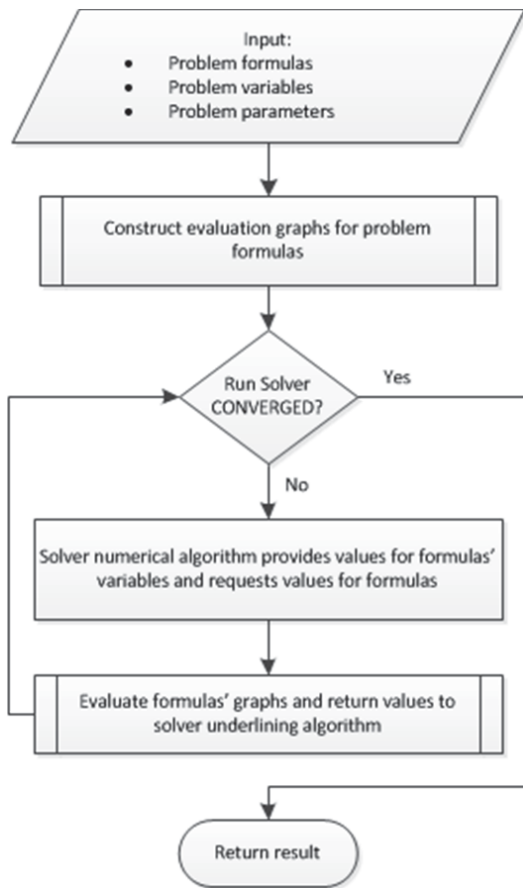 Input:
• Problem formulas
• Problem variables
• Problem parameters
Construct evaluation graphs for problem
formulas
Run Solver
CONVERGED?
Yes
No
Solver numerical algorithm provides values for formulas'
variables and requests values for formulas
Evaluate formulas' graphs and return values to
solver underlining algorithm
Return result